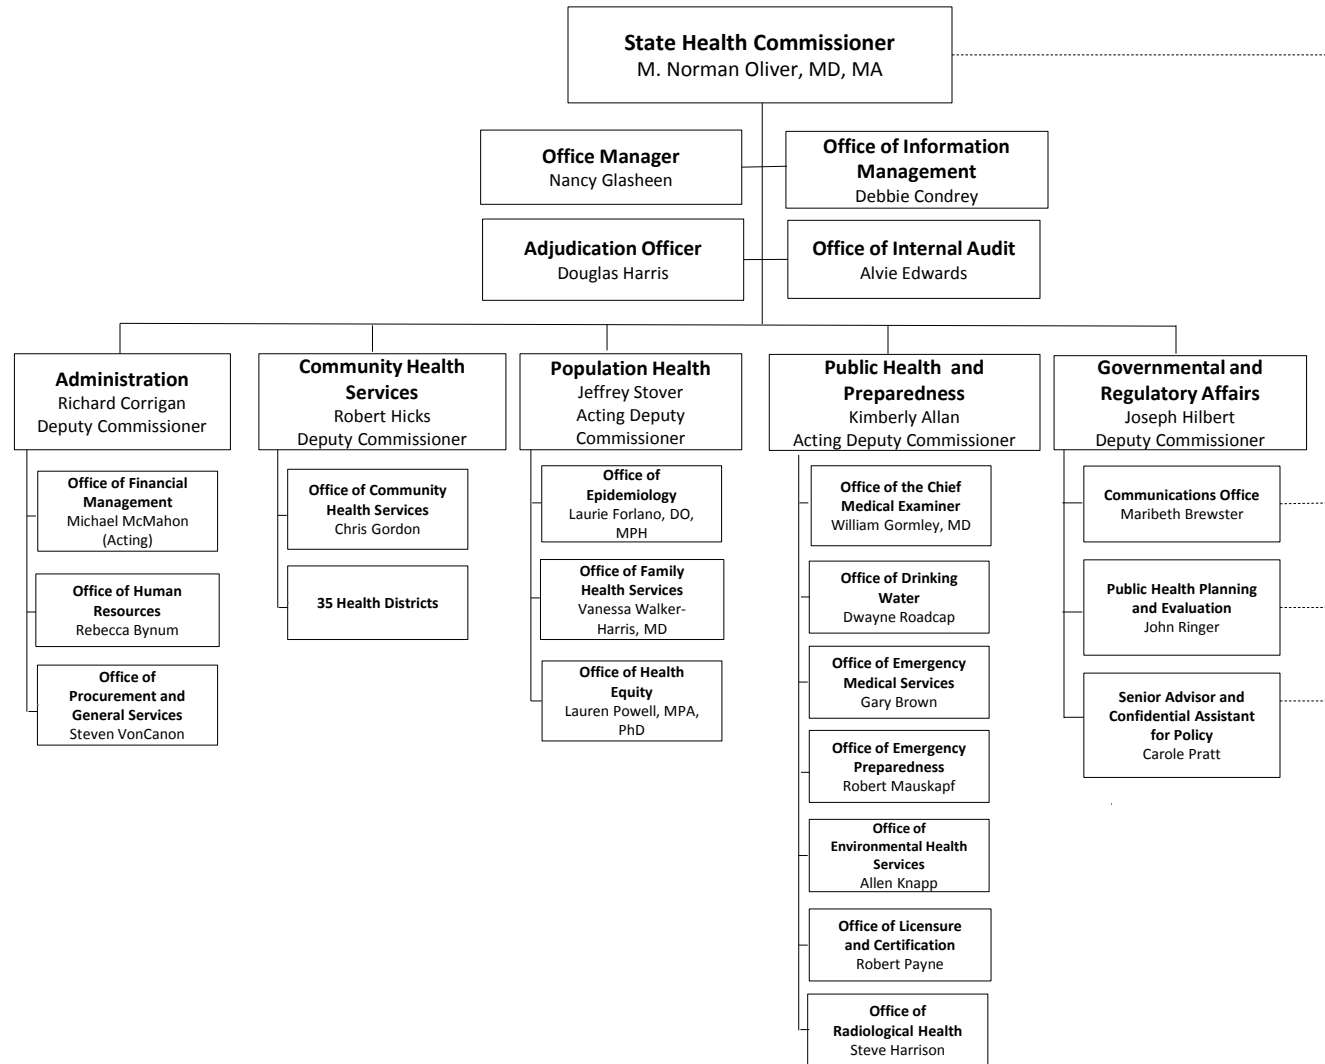 State Health Commissioner
M. Norman Oliver, MD, MA
Office Manager
Nancy Glasheen
Office of Information
Management
Debbie Condrey
Adjudication Officer
Douglas Harris
Office of Internal Audit
Alvie Edwards
Administration
Richard Corrigan
Deputy Commissioner
Community Health
Services
Robert Hicks
Deputy Commissioner
Population Health
Jeffrey Stover
Acting Deputy
Commissioner
Public Health and
Preparedness
Kimberly Allan
Acting Deputy Commissioner
Governmental and
Regulatory Affairs
Joseph Hilbert
Deputy Commissioner
Office of Financial
Management
Michael McMahon
(Acting)
Office of Human
Resources
Rebecca Bynum
Office of
Procurement and
General Services
Steven VonCanon
Office of Community
Health Services
Chris Gordon
35 Health Districts
Office of
Epidemiology
Laurie Forlano, DO,
MPH
Office of Family
Health Services
Vanessa Walker-
Harris, MD
Office of Health
Equity
Lauren Powell, MPA,
PhD
Office of the Chief
Medical Examiner
William Gormley, MD
Office of Drinking
Water
Dwayne Roadcap
Office of Emergency
Medical Services
Gary Brown
Office of Emergency
Preparedness
Robert Mauskapf
Office of
Environmental Health
Services
Allen Knapp
Office of Licensure
and Certification
Robert Payne
Office of
Radiological Health
Steve Harrison
Communications Office
Maribeth Brewster
Public Health Planning
and Evaluation
John Ringer
Senior Advisor and
Confidential Assistant
for Policy
Carole Pratt